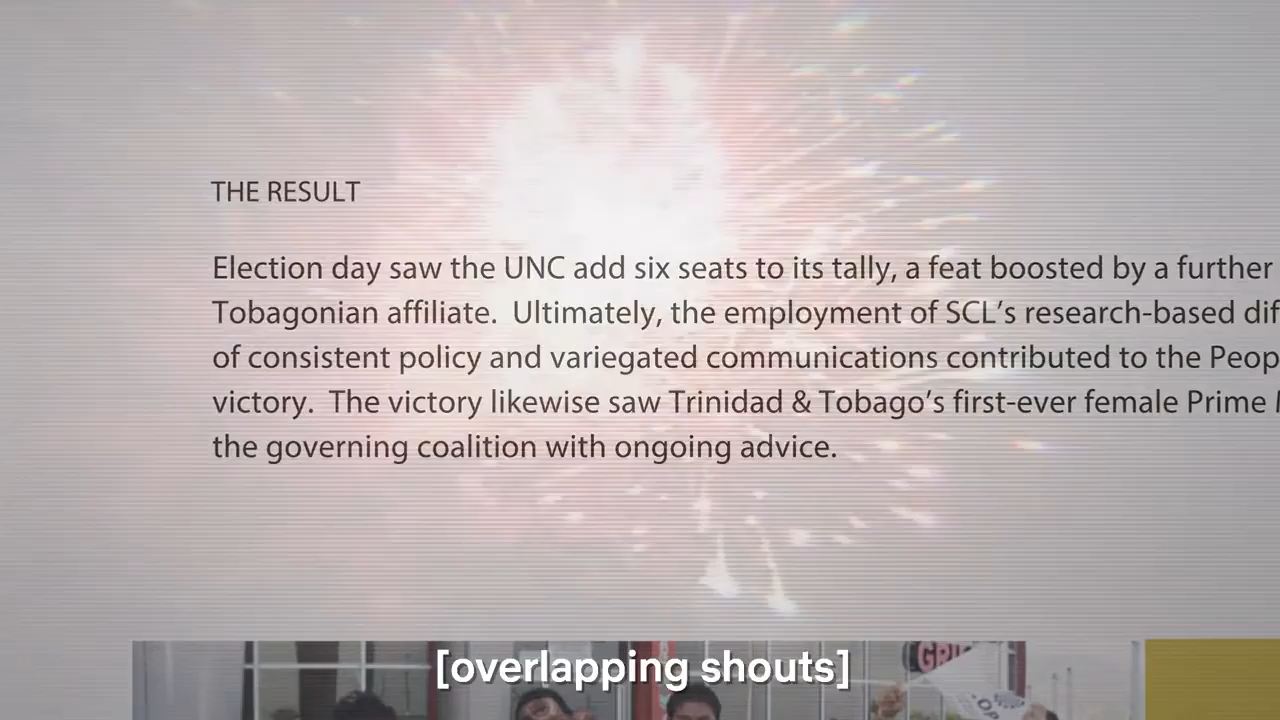 THE RESULT
Election day saw the UNC add six seats to its tally, a feat boosted by a further
Tobagonian affiliate. Ultimately, the employment of SCL’s research-based dif
of consistent policy and variegated communications contributed to the Peop
victory. The victory likewise saw Trinidad & Tobago’s first-ever female Prime
the governing coalition with ongoing advice.
[overlapping shouts]